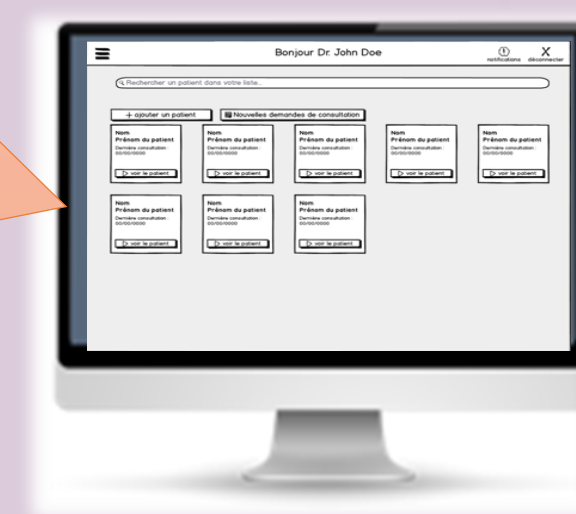 Bonjour Dr. John Doe
notifications
déconnecter
Rechercher un patient dans votre liste...
+ ajouter un patient
Nouvelles demandes de consultation
Nom
Prénom du patient
Dernière consultation :
00/00/0000
voir le patient
Nom
Prénom du patient
Dernière consultation :
00/00/0000
voir le patient
Nom
Prénom du patient
Dernière consultation :
00/00/0000
voir le patient
Nom
Prénom du patient
Dernière consultation :
00/00/0000
voir le patient
Nom
Prénom du patient
Dernière consultation :
00/00/0000
voir le patient
Nom
Prénom du patient
Dernière consultation :
00/00/0000
voir le patient
Nom
Prénom du patient
Dernière consultation :
00/00/0000
voir le patient
Nom
Prénom du patient
Dernière consultation :
00/00/0000
voir le patient